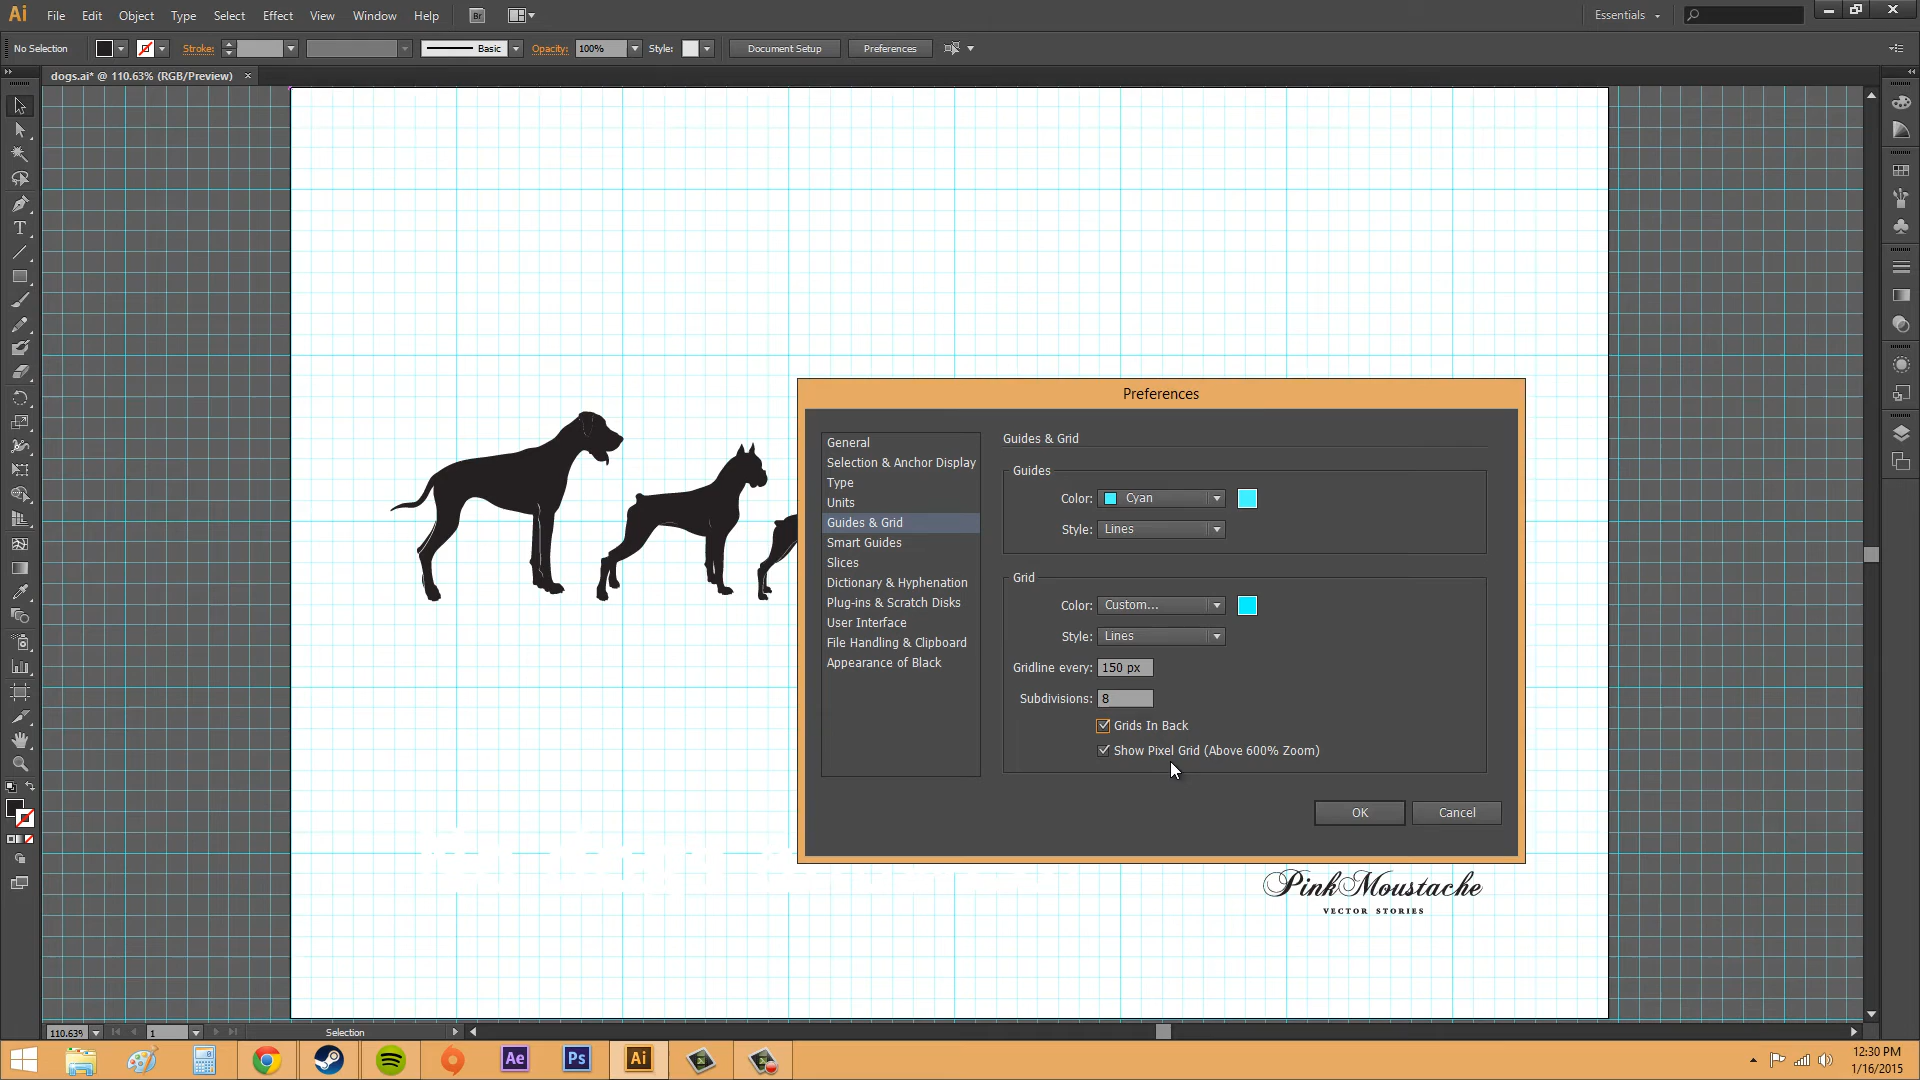 Ai File Edit Object Type Select Effect View Window Help Br Essentials
No Selection Stroke: Basic Opacity: 100% Style: Document Setup Preferences
dogs.ai* @ 110.63% (RGB/Preview)
Preferences
General
Selection & Anchor Display
Type
Units
Guides & Grid
Smart Guides
Slices
Dictionary & Hyphenation
Plug-ins & Scratch Disks
User Interface
File Handling & Clipboard
Appearance of Black
Guides & Grid
Guides
Color: Cyan
Style: Lines
Grid
Color: Custom...
Style: Lines
Gridline every: 150 px
Subdivisions: 8
Grids In Back
Show Pixel Grid (Above 600% Zoom)
OK Cancel
PinkMoustache
VECTOR STORIES
110.63% 1 Selection
Ae Ps Ai
12:30 PM
1/16/2015